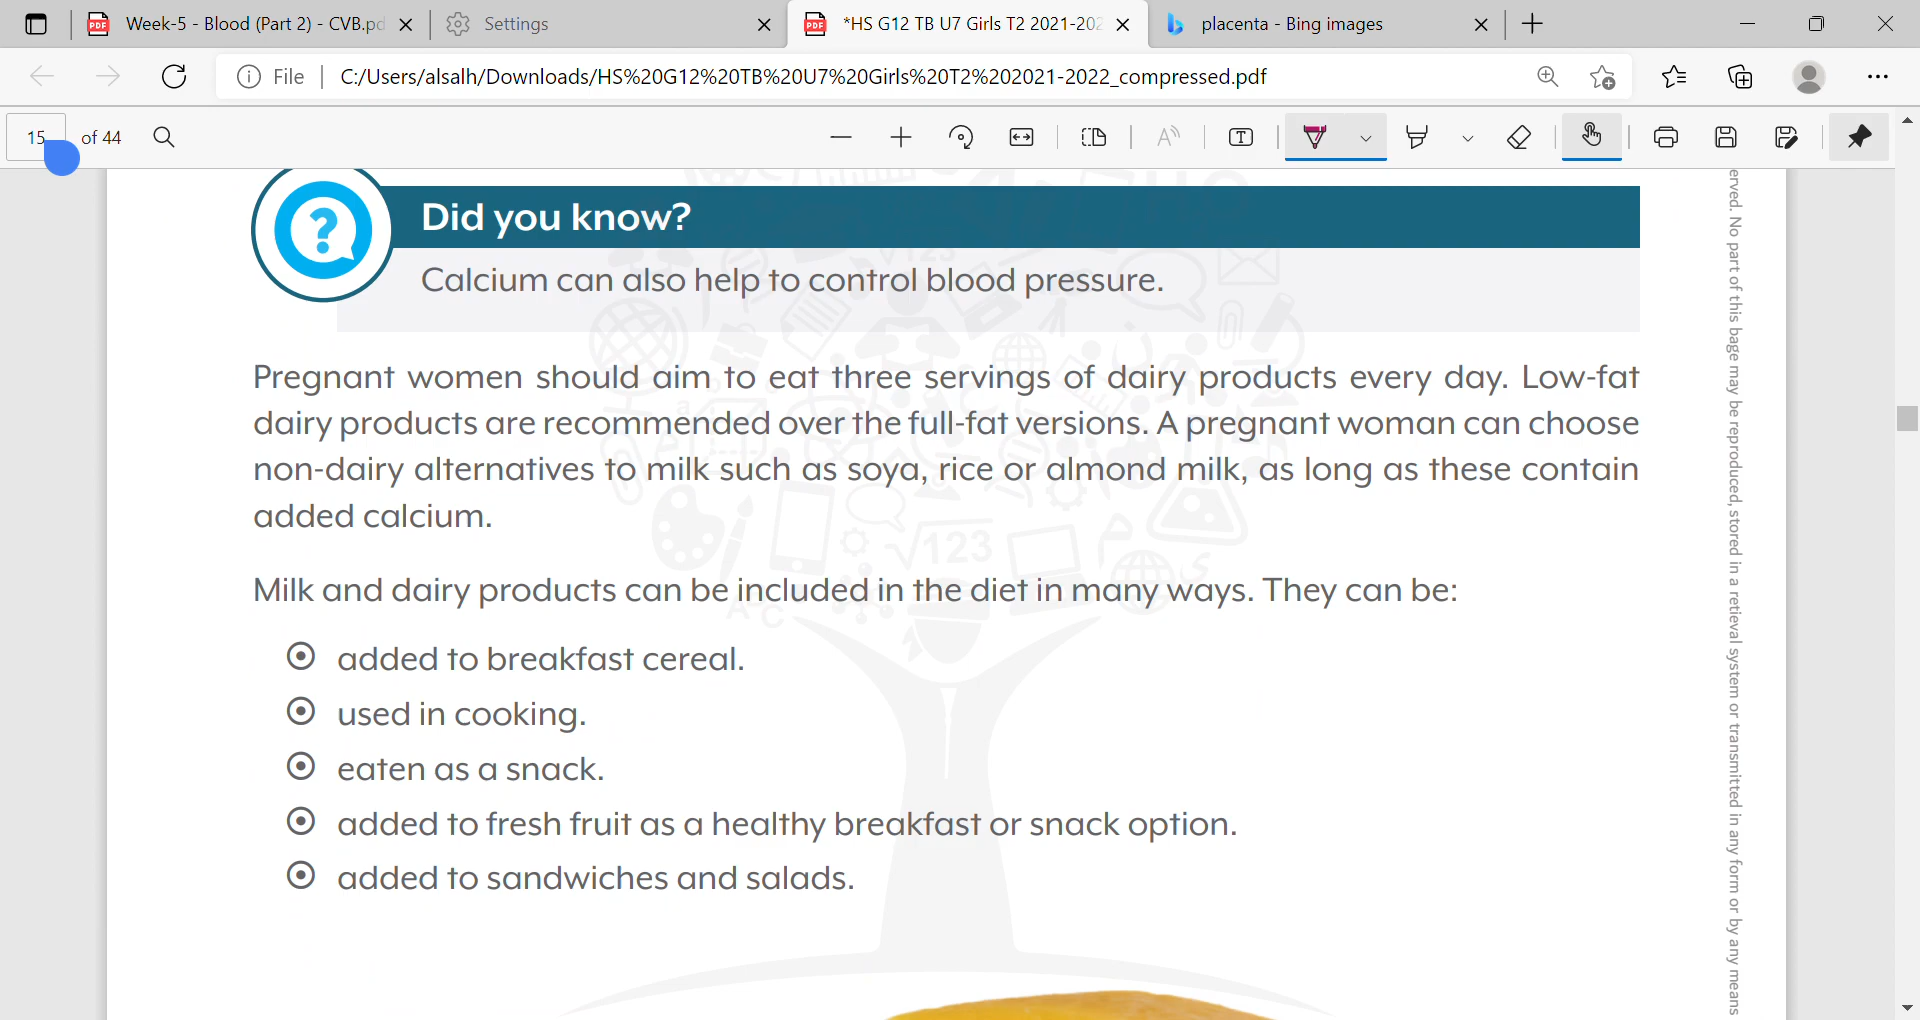 Week-5 - Blood (Part 2) - CVB.pd
Settings
*HS G12 TB U7 Girls T2 2021-202
placenta - Bing images
File
C:/Users/alsalh/Downloads/HS%20G12%20TB%20U7%20Girls%20T2%202021-2022_compressed.pdf
15 of 44
Did you know?
Calcium can also help to control blood pressure.
Pregnant women should aim to eat three servings of dairy products every day. Low-fat
dairy products are recommended over the full-fat versions. A pregnant woman can choose
non-dairy alternatives to milk such as soya, rice or almond milk, as long as these contain
added calcium.
Milk and dairy products can be included in the diet in many ways. They can be:
added to breakfast cereal.
used in cooking.
eaten as a snack.
added to fresh fruit as a healthy breakfast or snack option.
added to sandwiches and salads.
erved. No part of this bage may be reproduced, stored in a retieval system or transmitted in any form or by any means